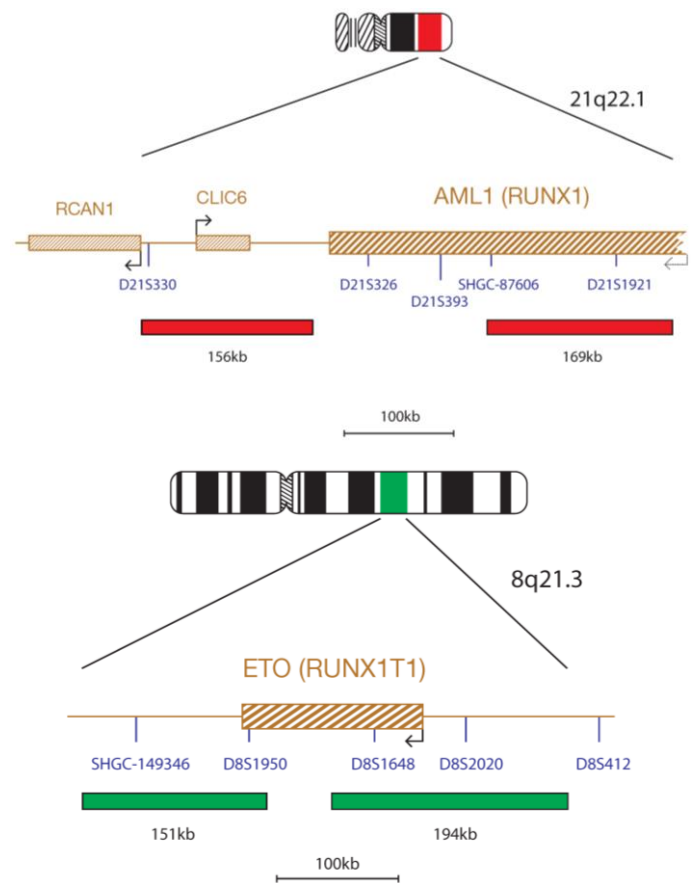 21q22.1
AML1 (RUNX1)
CLIC6
RCAN1
D21S330
D21S326
SHGC-87606
D21S1921
D21S393
156kb
169kb
100kb
8q21.3
ETO (RUNX1T1)
SHGC-149346
D8S1950
D8S1648
D8S2020
D8S412
151kb
194kb
100kb